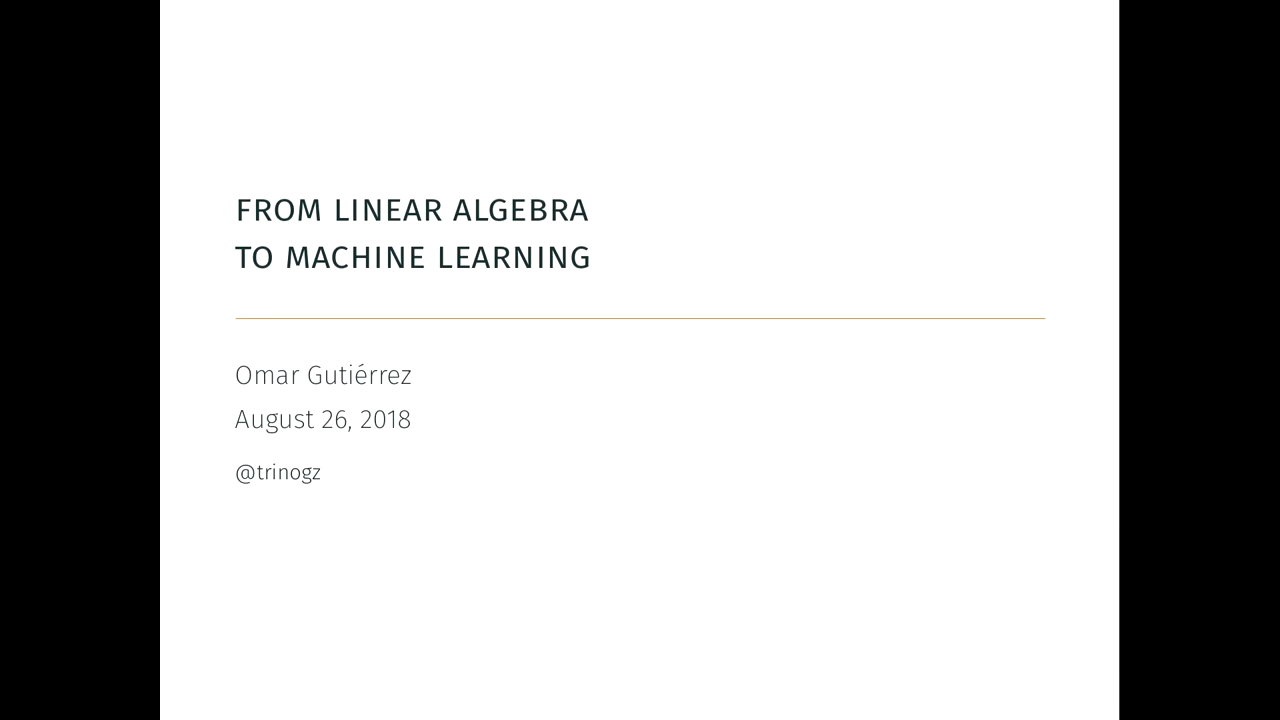 FROM LINEAR ALGEBRA
TO MACHINE LEARNING
Omar Gutiérrez
August 26, 2018
@trinogz